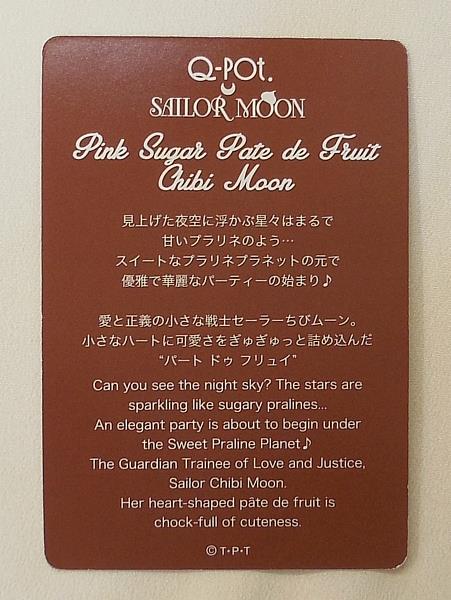 Q-POt.
SAILOR MOON
Pink Sugar Pate de Fruit
Chibi Moon
見上げた夜空に浮かぶ星々はまるで
甘いプラリネのよう…
スイートなプラリネプラネットの元で
優雅で華麗なパーティーの始まり♪
愛と正義の小さな戦士セーラーちびムーン。
小さなハートに可愛さをぎゅぎゅっと詰め込んだ
“パート ドゥ フリュイ”
Can you see the night sky? The stars are
sparkling like sugary pralines...
An elegant party is about to begin under
the Sweet Praline Planet♪
The Guardian Trainee of Love and Justice,
Sailor Chibi Moon.
Her heart-shaped pâte de fruit is
chock-full of cuteness.
©T•P•T